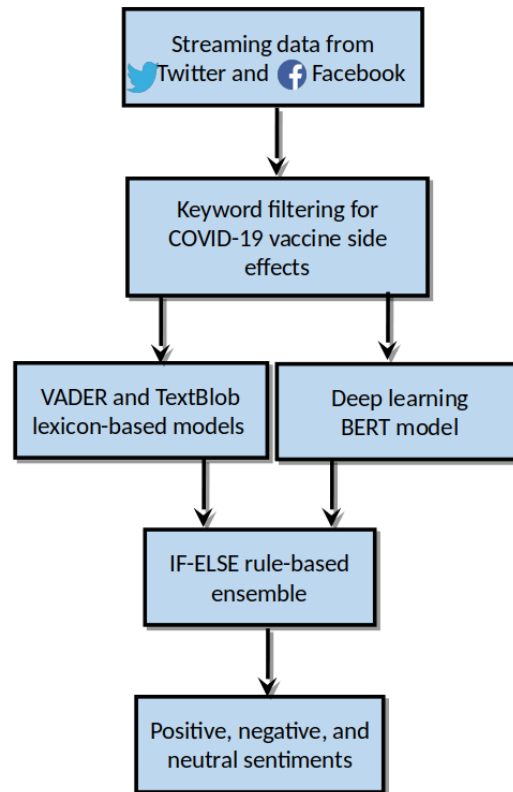 Streaming data from
Twitter and Facebook
Keyword filtering for
COVID-19 vaccine side
effects
VADER and TextBlob
lexicon-based models
Deep learning
BERT model
IF-ELSE rule-based
ensemble
Positive, negative, and
neutral sentiments